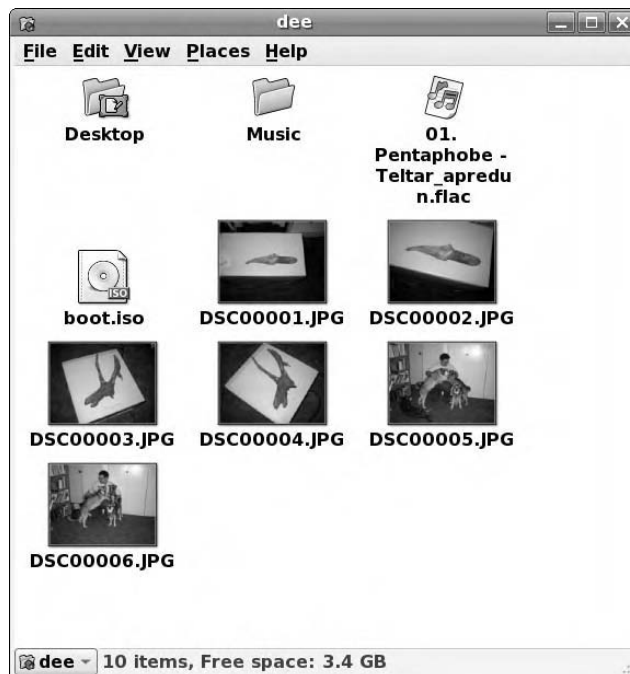 dee
File Edit View Places Help
Desktop
Music
01.
Pentaphobe -
Teltar_apredu
n.flac
boot.iso
ISO
DSC00001.JPG
DSC00002.JPG
DSC00003.JPG
DSC00004.JPG
DSC00005.JPG
DSC00006.JPG
dee
10 items, Free space: 3.4 GB